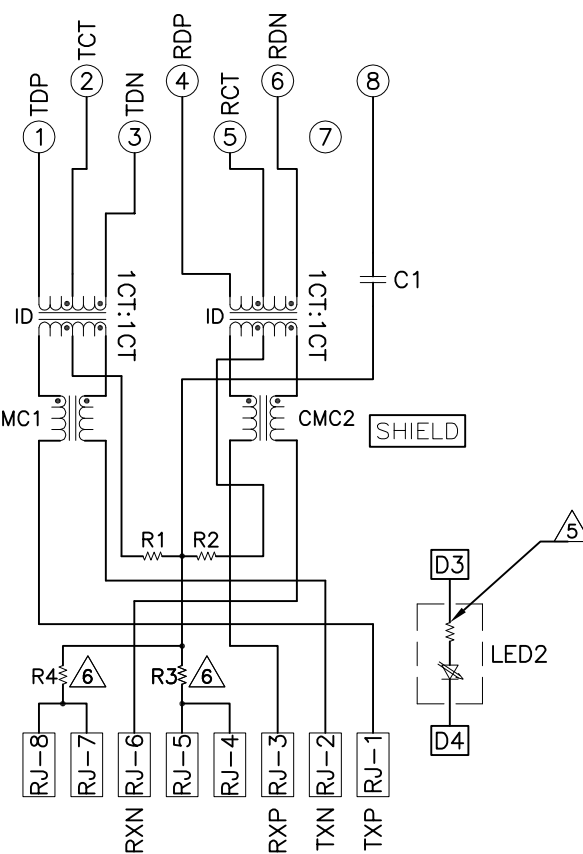 TDP
TCT
TDN
RDP
RCT
RDN
1
2
3
4
5
6
7
8
1CT:1CT
1CT:1CT
ID
ID
C1
MC1
CMC2
SHIELD
R1
R2
5
D3
LED2
D4
R4
6
R3
6
RJ-8
RJ-7
RJ-6
RJ-5
RJ-4
RJ-3
RJ-2
RJ-1
RXN
RXP
TXN
TXP